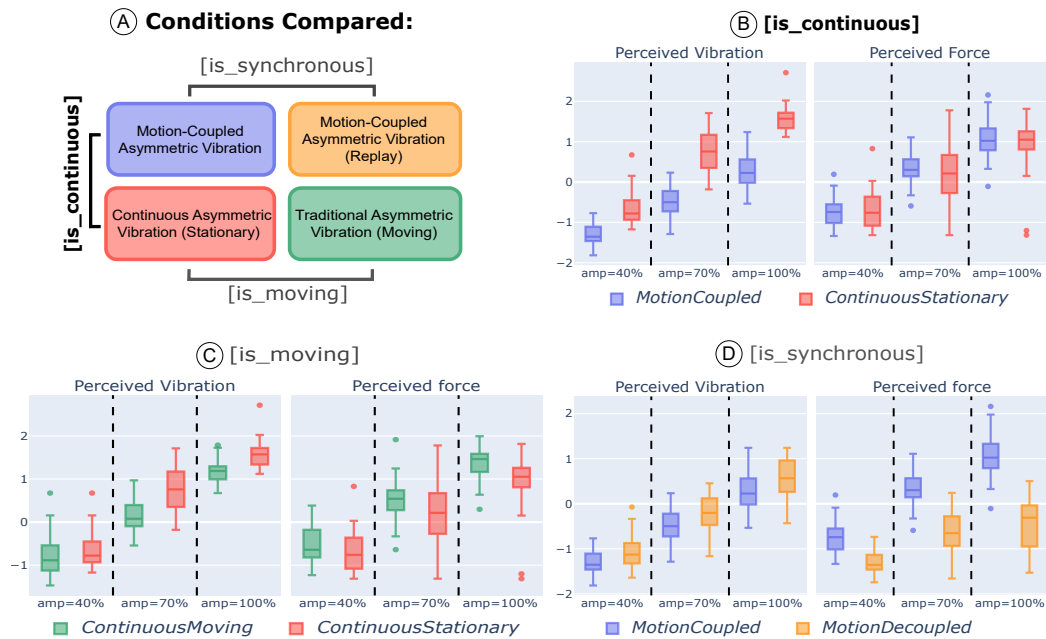 A Conditions Compared:
[is_synchronous]
[is_continuous]
Motion-Coupled
Asymmetric Vibration
Motion-Coupled
Asymmetric Vibration
(Replay)
Continuous Asymmetric
Vibration (Stationary)
Traditional Asymmetric
Vibration (Moving)
[is_moving]
B [is_continuous]
Perceived Vibration
Perceived Force
2
1
0
−1
−2
amp=40%
amp=70%
amp=100%
amp=40%
amp=70%
amp=100%
MotionCoupled
ContinuousStationary
C [is_moving]
Perceived Vibration
Perceived force
2
1
0
−1
amp=40%
amp=70%
amp=100%
amp=40%
amp=70%
amp=100%
ContinuousMoving
ContinuousStationary
D [is_synchronous]
Perceived Vibration
Perceived force
2
1
0
−1
−2
amp=40%
amp=70%
amp=100%
amp=40%
amp=70%
amp=100%
MotionCoupled
MotionDecoupled